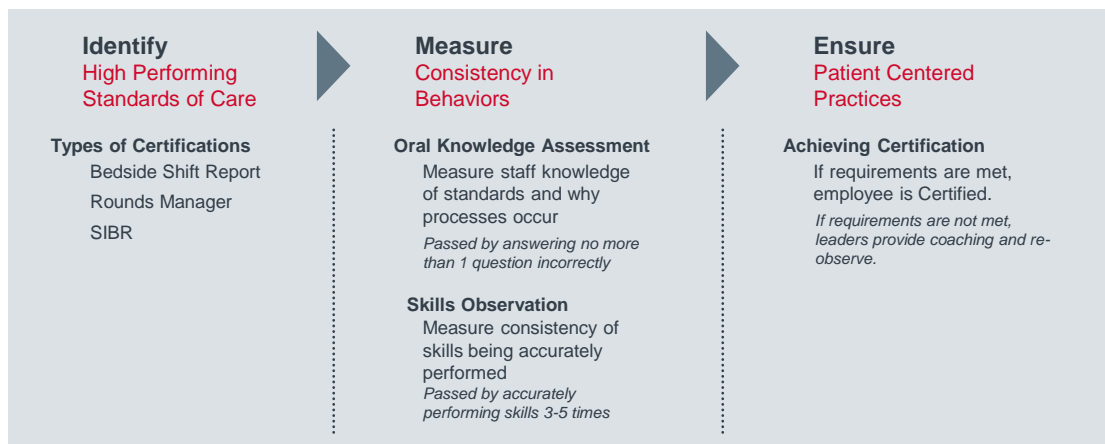 Identify
High Performing
Standards of Care
Types of Certifications
Bedside Shift Report
Rounds Manager
SIBR
Measure
Consistency in
Behaviors
Oral Knowledge Assessment
Measure staff knowledge
of standards and why
processes occur
Passed by answering no more
than 1 question incorrectly
Skills Observation
Measure consistency of
skills being accurately
performed
Passed by accurately
performing skills 3-5 times
Ensure
Patient Centered
Practices
Achieving Certification
If requirements are met,
employee is Certified.
If requirements are not met,
leaders provide coaching and re-
observe.